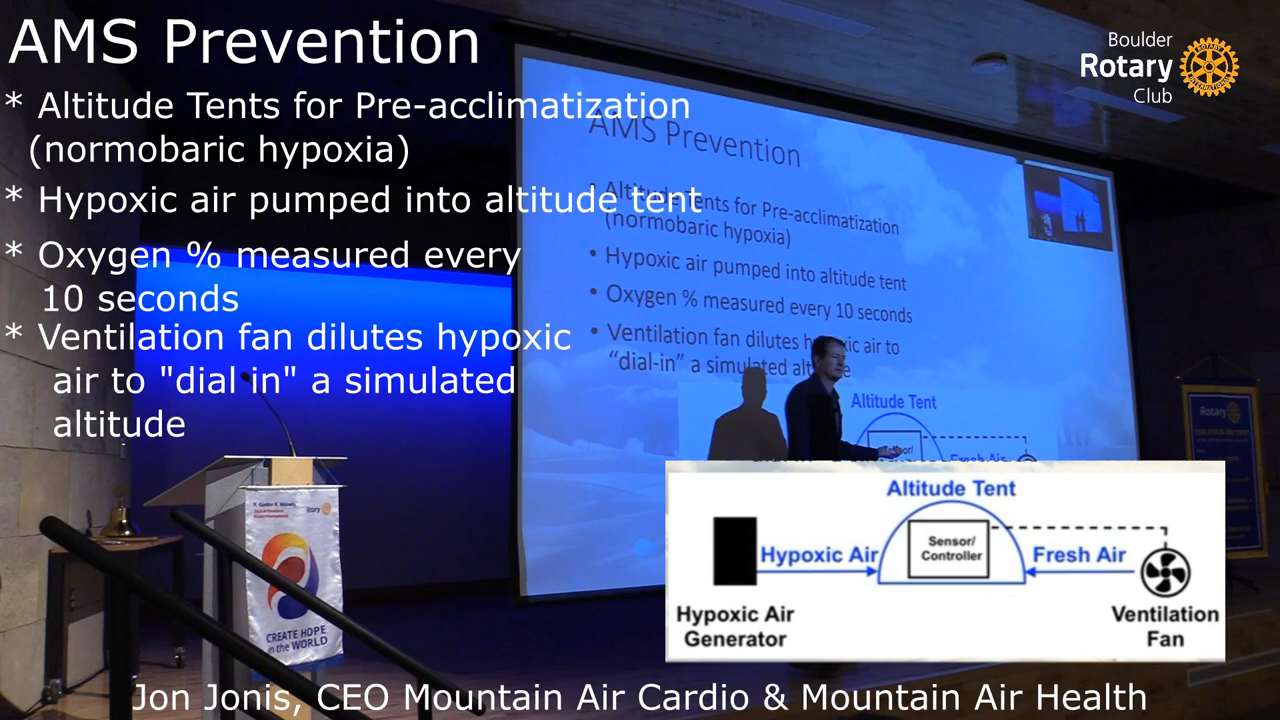 AMS Prevention
* Altitude Tents for Pre-acclimatization
(normobaric hypoxia)
* Hypoxic air pumped into altitude tent
* Oxygen % measured every
10 seconds
* Ventilation fan dilutes hypoxic
air to "dial in" a simulated
altitude
Boulder
Rotary
Club
AMS Prevention
• Altitude Tents for Pre-acclimatization
(normobaric hypoxia)
• Hypoxic air pumped into altitude tent
• Oxygen % measured every 10 seconds
• Ventilation fan dilutes hypoxic air to
“dial-in” a simulated altitude
Altitude Tent
Sensor/
Fresh Air
Rotary
Rotary
CREATE HOPE
in the WORLD
Altitude Tent
Sensor/
Controller
Hypoxic Air
Fresh Air
Hypoxic Air
Generator
Ventilation
Fan
Jon Jonis, CEO Mountain Air Cardio & Mountain Air Health